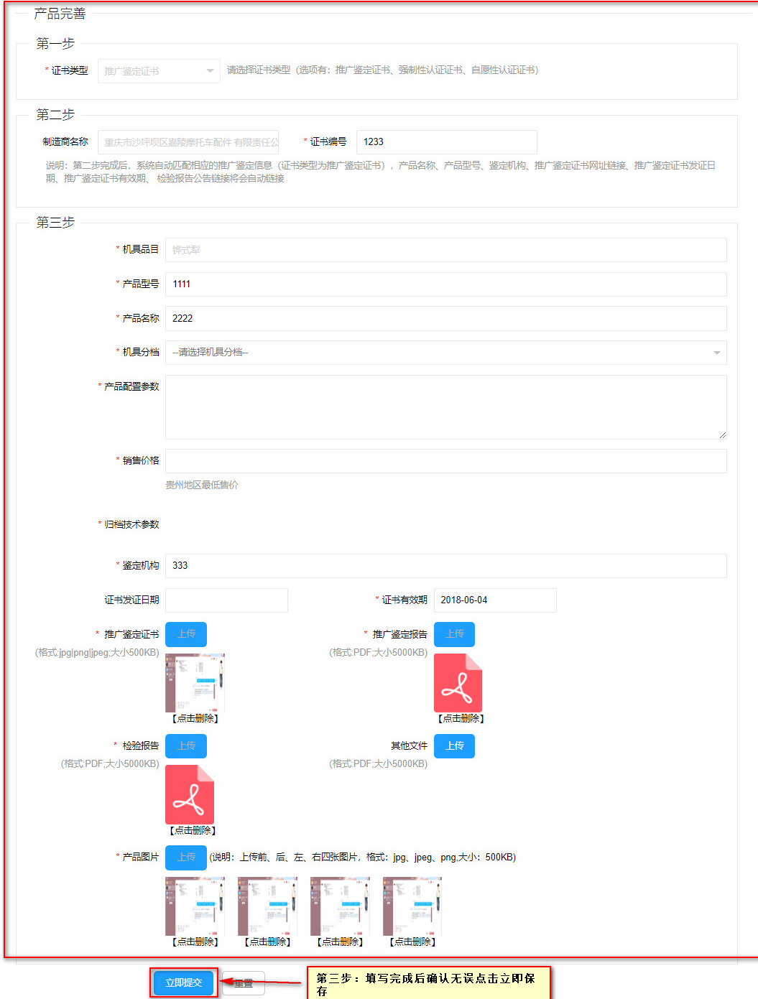 产品完善
第一步
* 证书类型 推广鉴定证书 请选择证书类型（选项有：推广鉴定证书、强制性认证证书、自愿性认证证书）
第二步
制造商名称 重庆市沙坪坝区嘉陵摩托车配件 有限责任公 * 证书编号 1233
说明：第二步完成后，系统自动匹配相应的推广鉴定信息（证书类型为推广鉴定证书），产品名称、产品型号、鉴定机构、推广鉴定证书网址链接、推广鉴定证书发证日
期、推广鉴定证书有效期、 检验报告公告链接将会自动链接
第三步
* 机具品目 铧式犁
* 产品型号 1111
* 产品名称 2222
* 机具分档 --请选择机具分档--
* 产品配置参数
* 销售价格
贵州地区最低售价
* 归档技术参数
* 鉴定机构 333
证书发证日期 * 证书有效期 2018-06-04
* 推广鉴定证书 上传 * 推广鉴定报告 上传
(格式:jpg|png|jpeg;大小500KB) (格式:PDF;大小5000KB)
【点击删除】 【点击删除】
* 检验报告 上传 其他文件 上传
(格式:PDF;大小5000KB) (格式:PDF;大小5000KB)
【点击删除】
* 产品图片 上传 (说明：上传前、后、左、右四张图片，格式：jpg、jpeg、png,大小：500KB)
【点击删除】 【点击删除】 【点击删除】 【点击删除】
立即提交 重置 第三步：填写完成后确认无误点击立即保
存